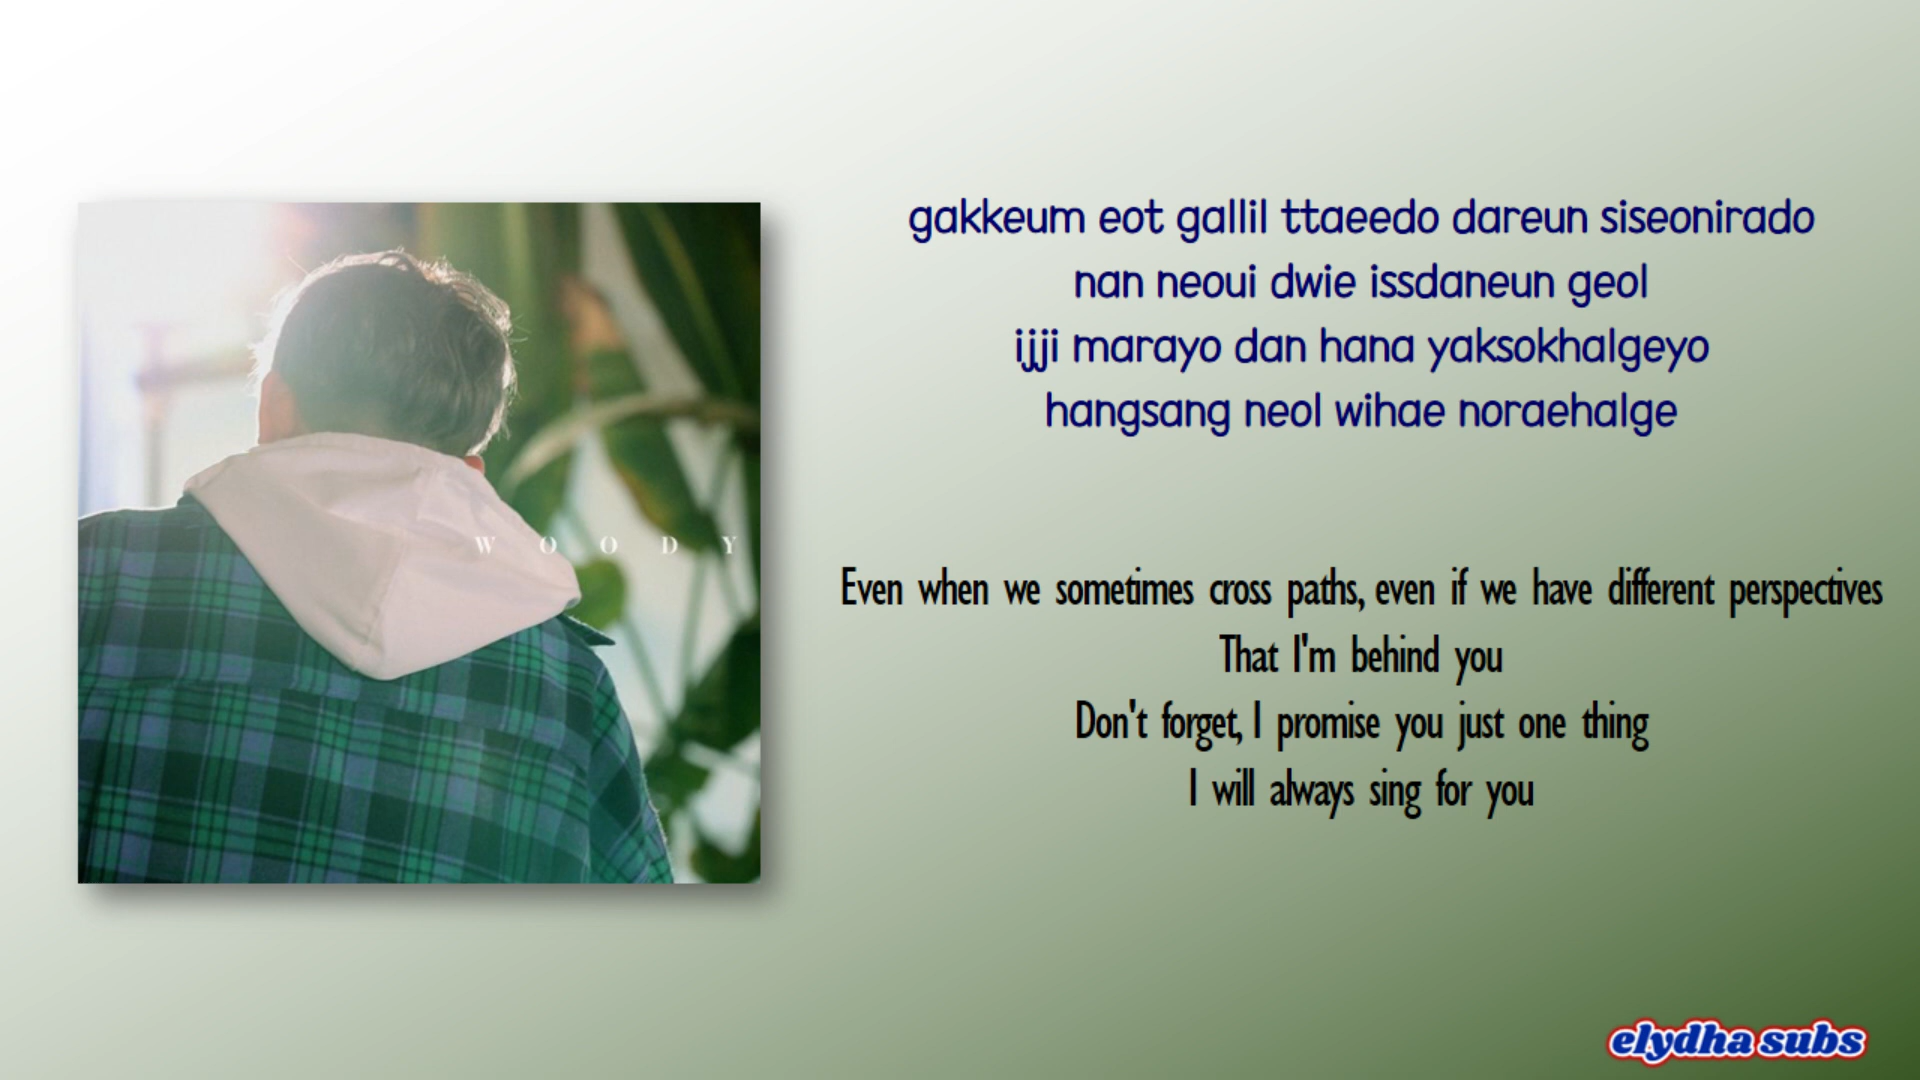 gakkeum eot gallil ttaeedo dareun siseonirado
nan neoui dwie issdaneun geol
ijji marayo dan hana yaksokhalgeyo
hangsang neol wihae noraehalge
WOODY
Even when we sometimes cross paths, even if we have different perspectives
That I'm behind you
Don't forget, I promise you just one thing
I will always sing for you
elydha subs